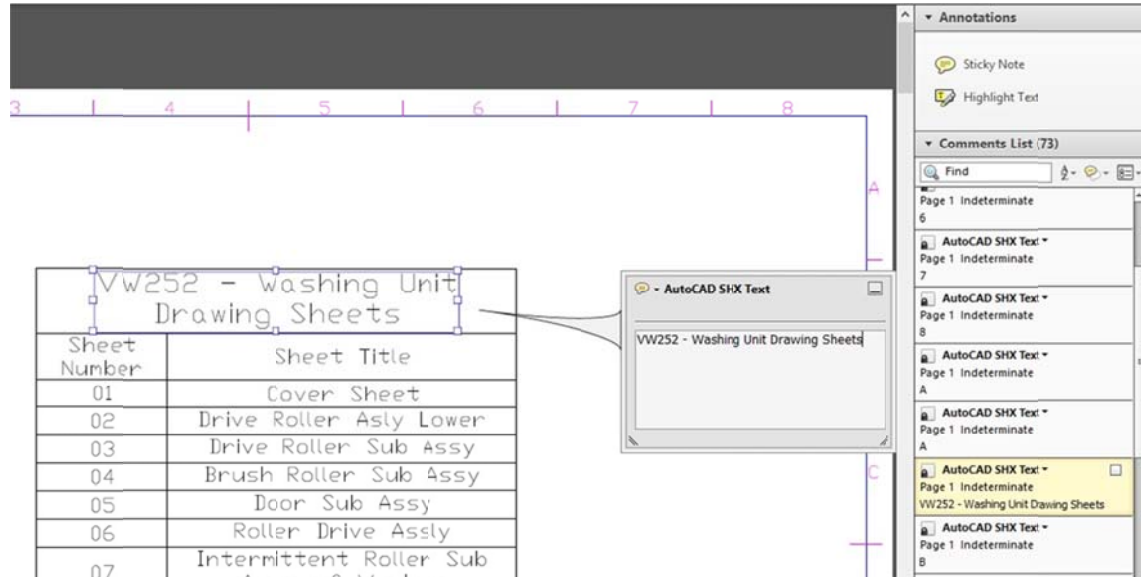 3 4 5 6 7 8
A
C
VW252 - Washing Unit
Drawing Sheets
Sheet Number Sheet Title
01 Cover Sheet
02 Drive Roller Asly Lower
03 Drive Roller Sub Assy
04 Brush Roller Sub Assy
05 Door Sub Assy
06 Roller Drive Assly
07 Intermittent Roller Sub
AutoCAD SHX Text
VW252 - Washing Unit Drawing Sheets
Annotations
Sticky Note
Highlight Text
Comments List (73)
Find
Page 1 Indeterminate
6
AutoCAD SHX Text
Page 1 Indeterminate
7
AutoCAD SHX Text
Page 1 Indeterminate
8
AutoCAD SHX Text
Page 1 Indeterminate
A
AutoCAD SHX Text
Page 1 Indeterminate
A
AutoCAD SHX Text
Page 1 Indeterminate
VW252 - Washing Unit Drawing Sheets
AutoCAD SHX Text
Page 1 Indeterminate
B